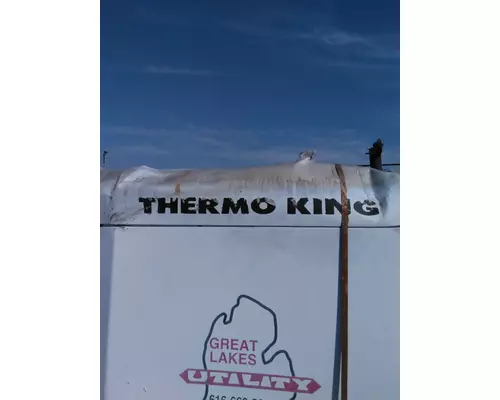 THERMO KING
GREAT
LAKES
UTILITY